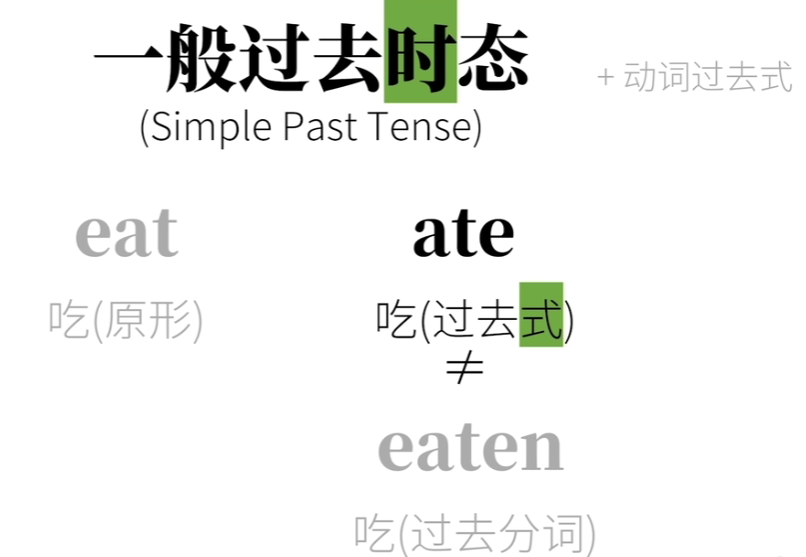 一般过去时态
+ 动词过去式
(Simple Past Tense)
eat
ate
吃(原形)
吃(过去式)
≠
eaten
吃(过去分词)